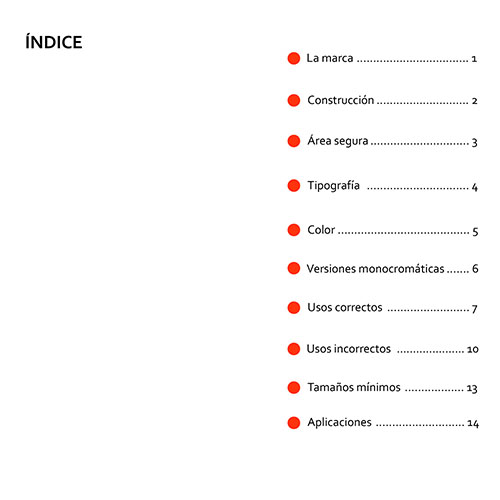 ÍNDICE
La marca .................................. 1
Construcción ............................ 2
Área segura .............................. 3
Tipografía ............................... 4
Color ........................................ 5
Versiones monocromáticas ....... 6
Usos correctos ......................... 7
Usos incorrectos ..................... 10
Tamaños mínimos .................. 13
Aplicaciones ........................... 14